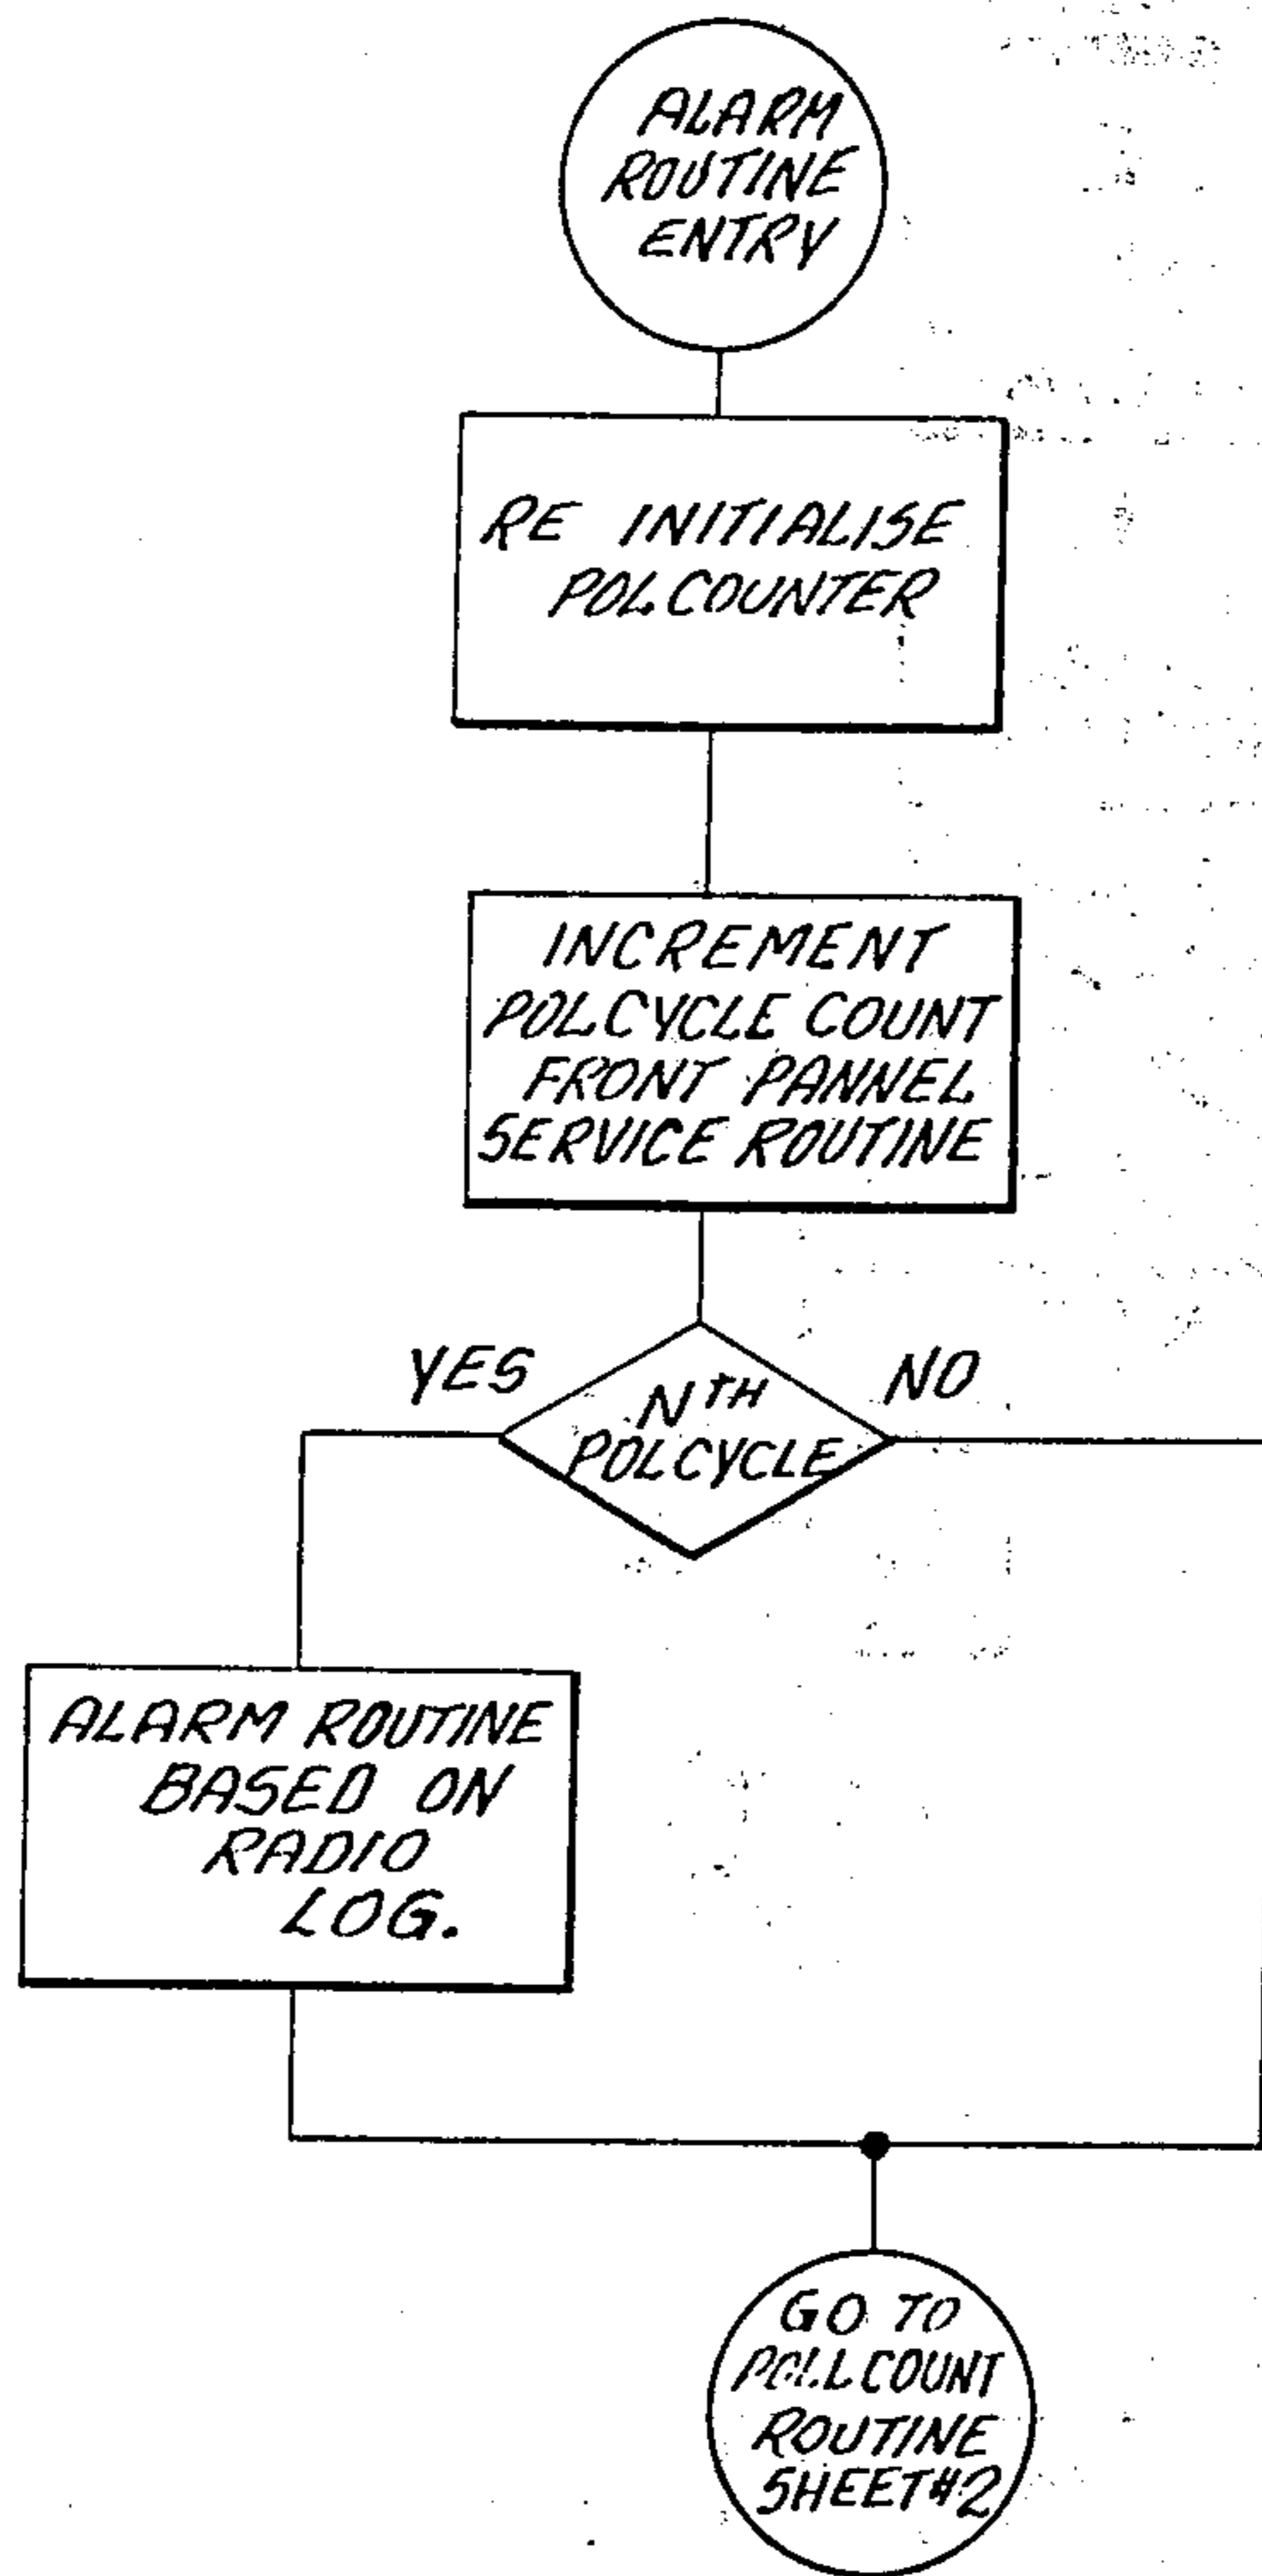 ALARM
ROUTINE
ENTRY
RE INITIALISE
POL COUNTER
INCREMENT
POLCYCLE COUNT
FRONT PANNEL
SERVICE ROUTINE
YES
NO
NTH
POLCYCLE
ALARM ROUTINE
BASED ON
RADIO
LOG.
GO TO
POLL COUNT
ROUTINE
SHEET#2